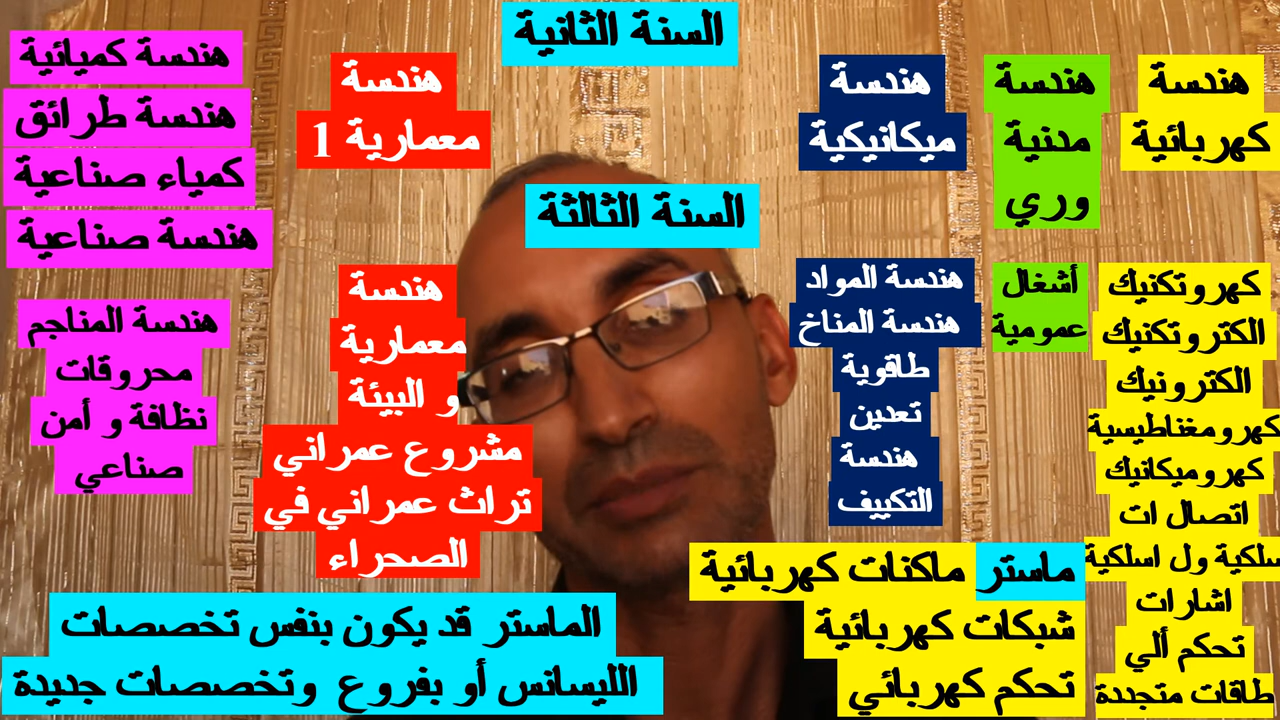 السنة الثانية
هندسة
كهربائية
هندسة
مدنية
وري
هندسة
ميكانيكية
هندسة
معمارية 1
هندسة كميائية
هندسة طرائق
كمياء صناعية
هندسة صناعية
السنة الثالثة
كهروتكنيك
الكتروتكنيك
الكترونيك
كهرومغناطيسية
كهروميكانيك
اتصال ات
سلكية ول اسلكية
اشارات
تحكم ألي
طاقات متجددة
أشغال
عمومية
هندسة المواد
هندسة المناخ
طاقوية
تعدين
هندسة
التكييف
هندسة
معمارية
و البيئة
مشروع عمراني
تراث عمراني في
الصحراء
هندسة المناجم
محروقات
نظافة و أمن
صناعي
ماستر ماكنات كهربائية
شبكات كهربائية
تحكم كهربائي
الماستر قد يكون بنفس تخصصات
الليسانس أو بفروع وتخصصات جديدة